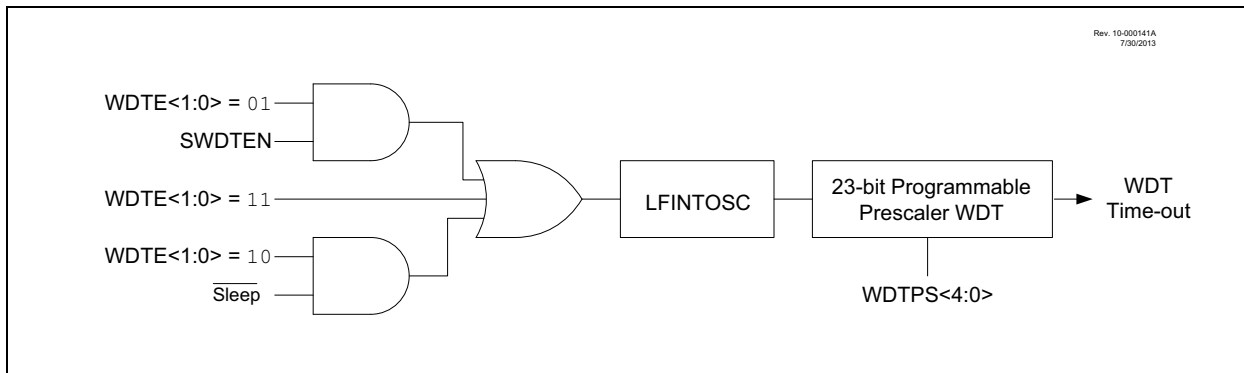 Rev. 10-000141A
7/30/2013
WDTE<1:0> = 01
SWDTEN
WDTE<1:0> = 11
WDTE<1:0> = 10
Sleep
LFINTOSC
23-bit Programmable
Prescaler WDT
WDT
Time-out
WDTPS<4:0>